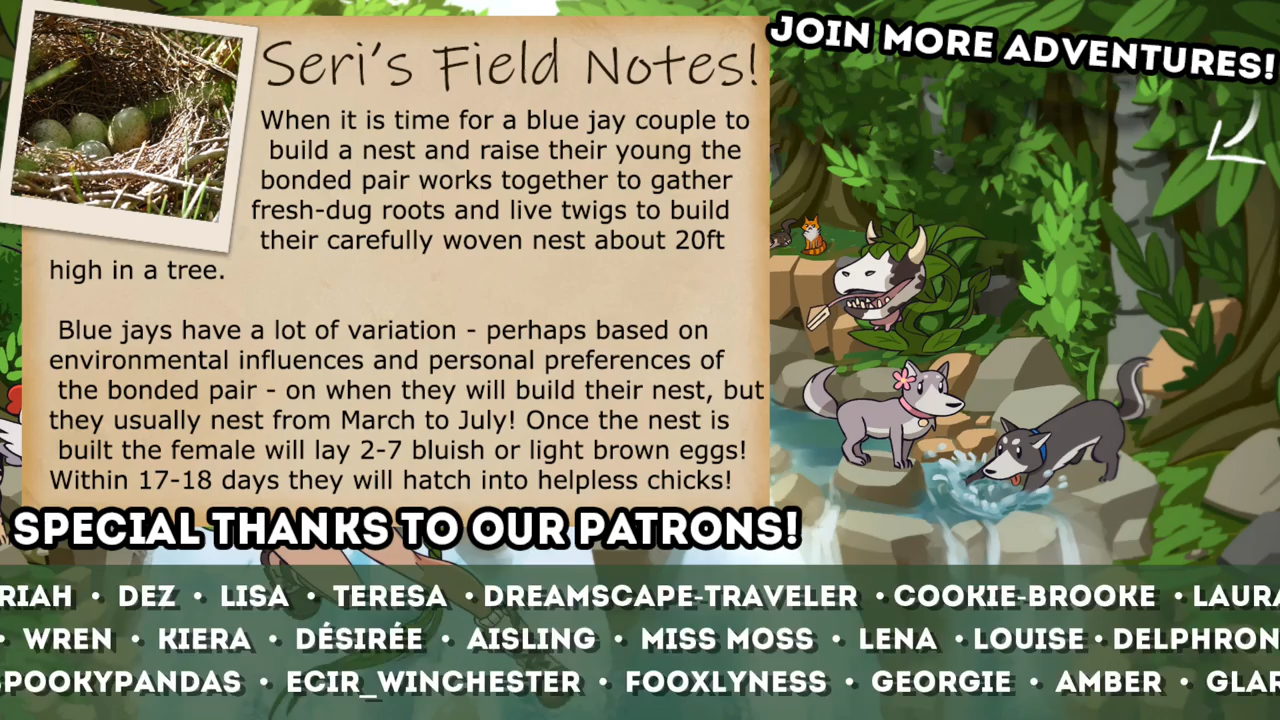 Seri's Field Notes!
When it is time for a blue jay couple to
build a nest and raise their young the
bonded pair works together to gather
fresh-dug roots and live twigs to build
their carefully woven nest about 20ft
high in a tree.
Blue jays have a lot of variation - perhaps based on
environmental influences and personal preferences of
the bonded pair - on when they will build their nest, but
they usually nest from March to July! Once the nest is
built the female will lay 2-7 bluish or light brown eggs!
Within 17-18 days they will hatch into helpless chicks!
JOIN MORE ADVENTURES!
SPECIAL THANKS TO OUR PATRONS!
RIAH • DEZ • LISA • TERESA • DREAMSCAPE-TRAVELER • COOKIE-BROOKE • LAURA
• WREN • KIERA • DÉSIRÉE • AISLING • MISS MOSS • LENA • LOUISE • DELPHRON
SPOOKYPANDAS • ECIR_WINCHESTER • FOOXLYNESS • GEORGIE • AMBER • GLAR